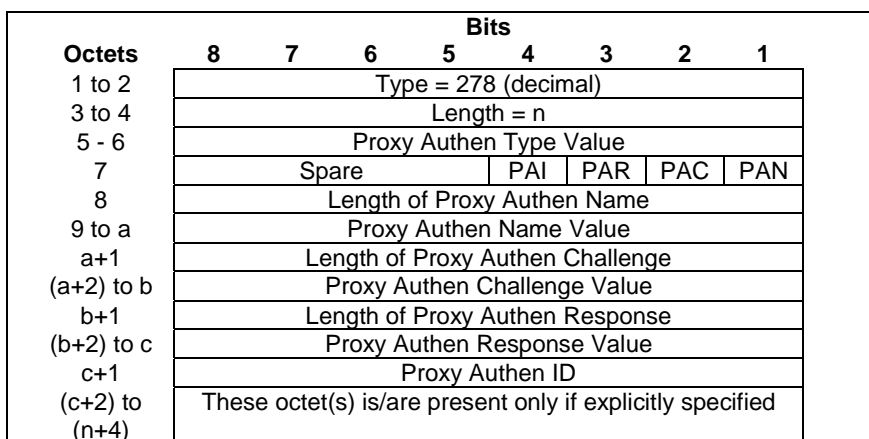 Bits
Octets 8 7 6 5 4 3 2 1
1 to 2 Type = 278 (decimal)
3 to 4 Length = n
5 - 6 Proxy Authen Type Value
7 Spare PAI PAR PAC PAN
8 Length of Proxy Authen Name
9 to a Proxy Authen Name Value
a+1 Length of Proxy Authen Challenge
(a+2) to b Proxy Authen Challenge Value
b+1 Length of Proxy Authen Response
(b+2) to c Proxy Authen Response Value
c+1 Proxy Authen ID
(c+2) to These octet(s) is/are present only if explicitly specified
(n+4)